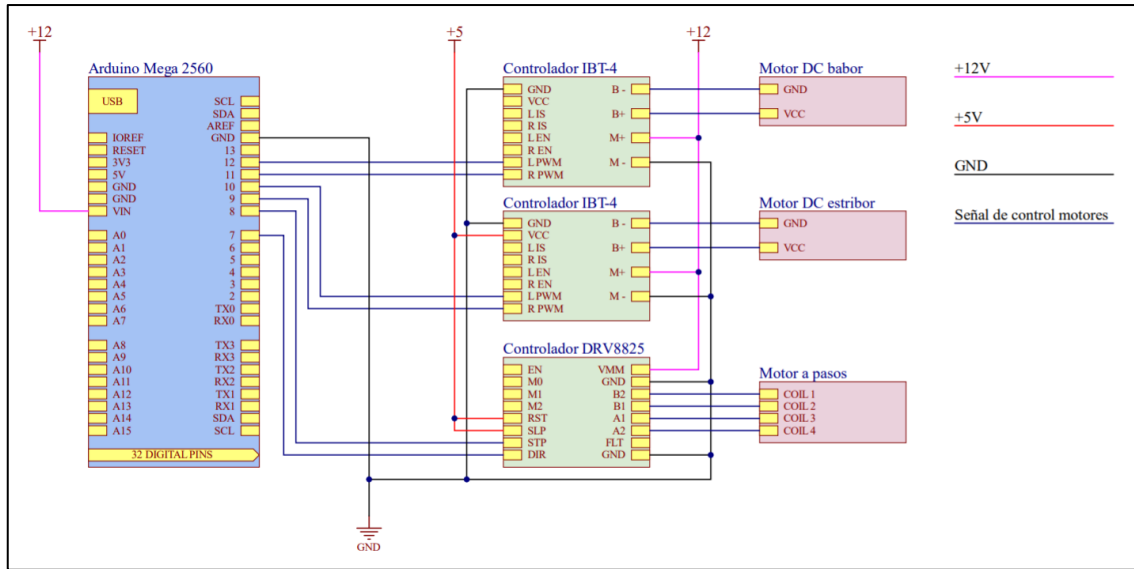 +12
+5
+12
Arduino Mega 2560
USB
SCL
SDA
AREF
IOREF
GND
RESET
13
3V3
12
5V
11
GND
10
GND
9
VIN
8
A0
7
A1
6
A2
5
A3
4
A4
3
A5
2
A6
TX0
A7
RX0
A8
TX3
A9
RX3
A10
TX2
A11
RX2
A12
TX1
A13
RX1
A14
SDA
A15
SCL
32 DIGITAL PINS
GND
Controlador IBT-4
GND
B -
VCC
L IS
B+
R IS
L EN
M+
R EN
L PWM
M -
R PWM
Controlador IBT-4
GND
B -
VCC
L IS
B+
R IS
L EN
M+
R EN
L PWM
M -
R PWM
Controlador DRV8825
EN
VMM
M0
GND
M1
B2
M2
B1
RST
A1
SLP
A2
STP
FLT
DIR
GND
Motor DC babor
GND
VCC
Motor DC estribor
GND
VCC
Motor a pasos
COIL 1
COIL 2
COIL 3
COIL 4
+12V
+5V
GND
Señal de control motores